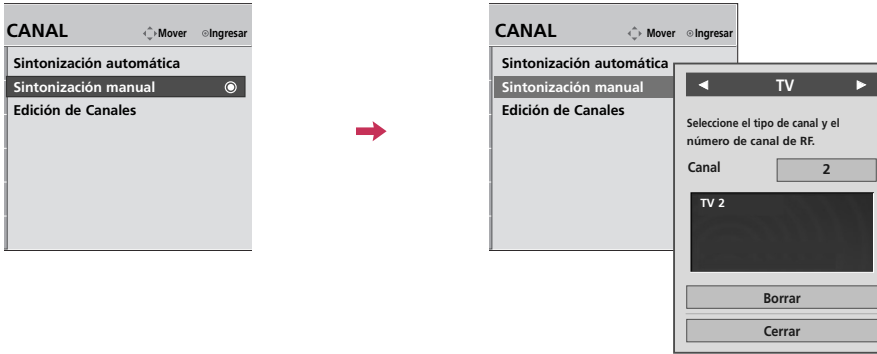 CANAL Mover Ingresar
Sintonización automática
Sintonización manual
Edición de Canales
CANAL Mover Ingresar
Sintonización automática
Sintonización manual
Edición de Canales
TV
Seleccione el tipo de canal y el
número de canal de RF.
Canal 2
TV 2
Borrar
Cerrar